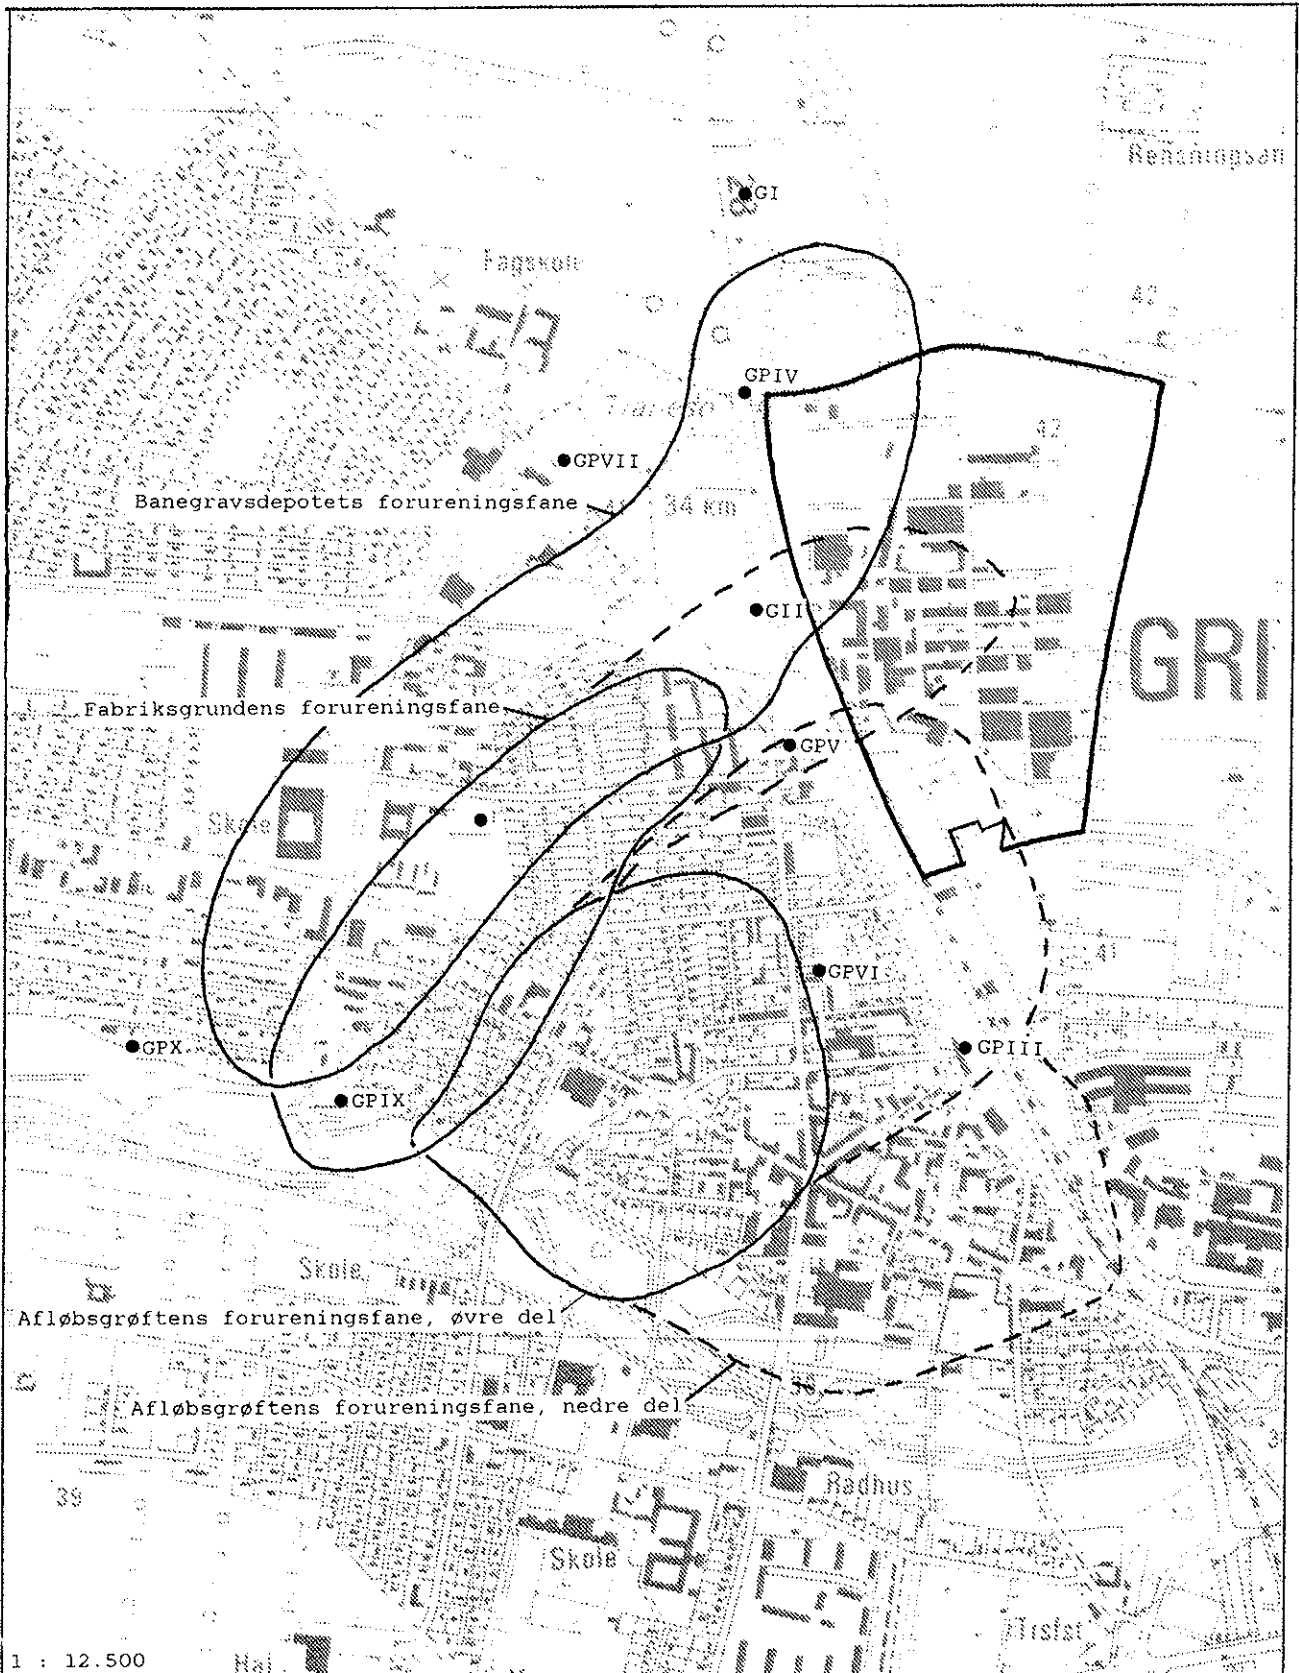 Rensningsan
GI
Fagskole
42
GPIV
42
GPVII
Banegravsdepotets forureningsfane
34 km
GII
GRI
Fabriksgrundens forureningsfane
GPV
Skole
41
GPVI
GPX
GPIII
GPIX
Skole
Afløbsgrøftens forureningsfane, øvre del
Afløbsgrøftens forureningsfane, nedre del
39
Rådhus
Skole
1 : 12.500
Hal